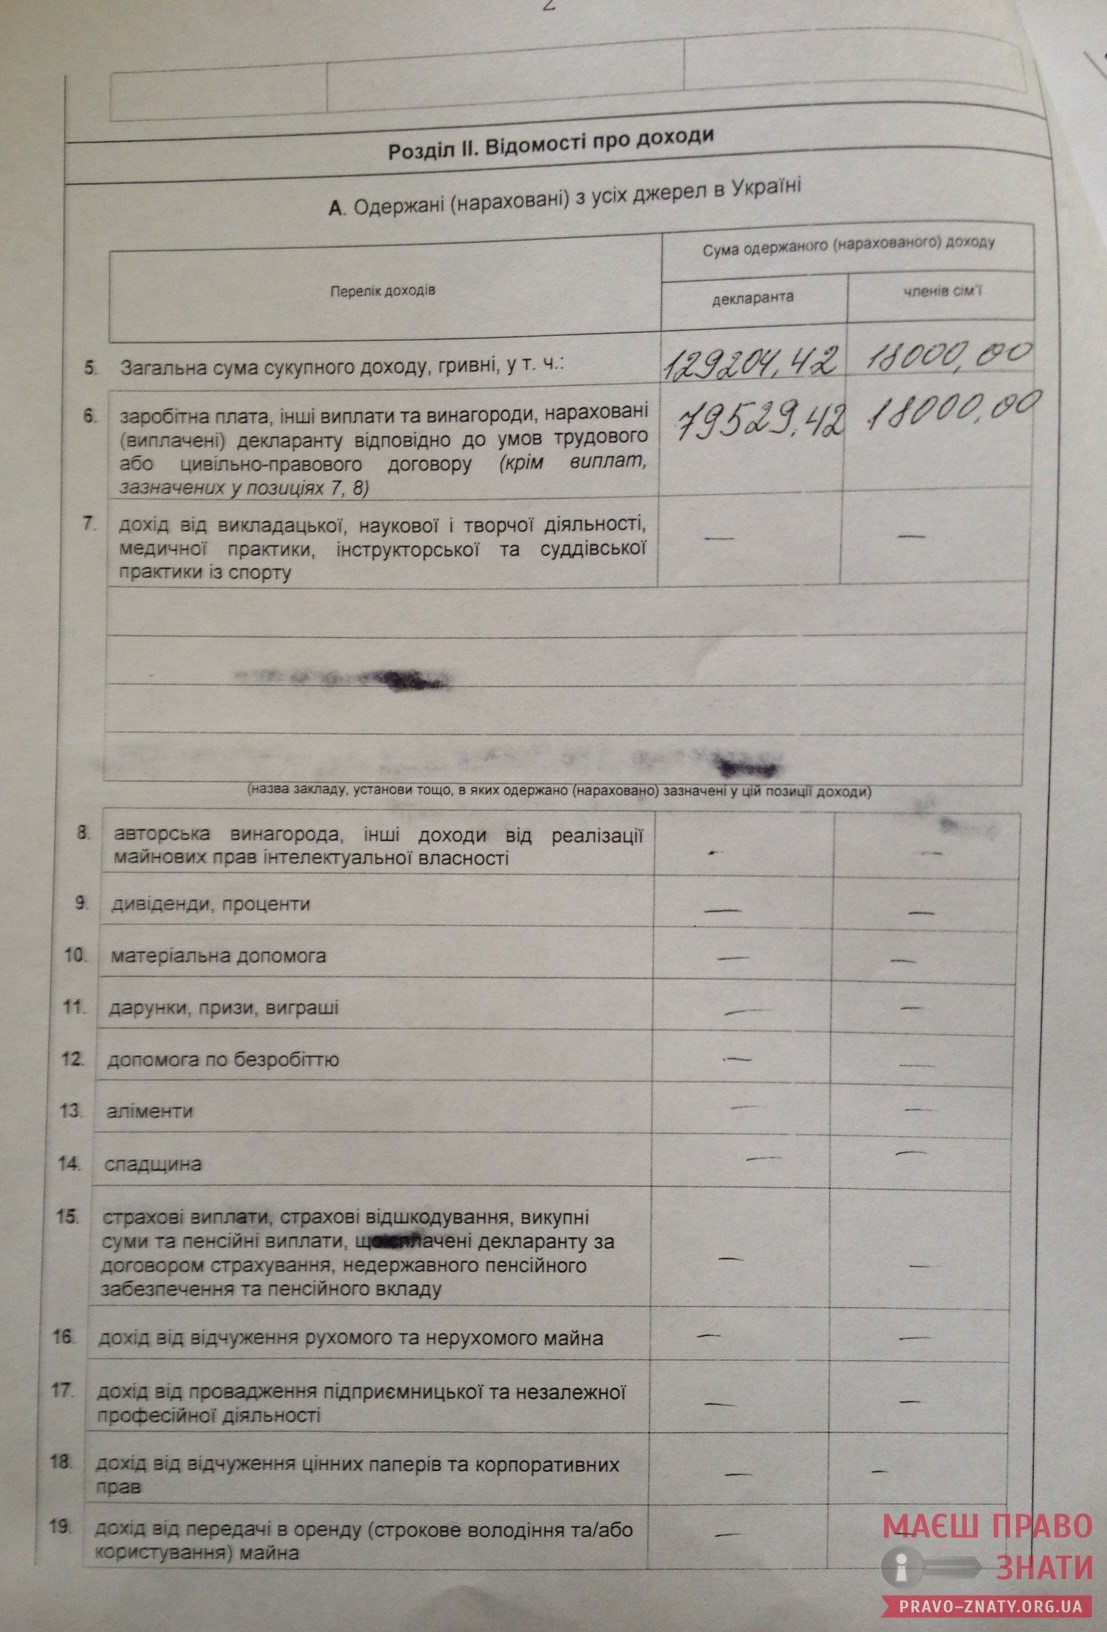 2
Розділ II. Відомості про доходи
А. Одержані (нараховані) з усіх джерел в Україні
Перелік доходів
Сума одержаного (нарахованого) доходу
декларанта
членів сім'ї
5. Загальна сума сукупного доходу, гривні, у т. ч.: 129204,42 18000,00
6. заробітна плата, інші виплати та винагороди, нараховані 79529,42 18000,00
(виплачені) декларанту відповідно до умов трудового
або цивільно-правового договору (крім виплат,
зазначених у позиціях 7, 8)
7. дохід від викладацької, наукової і творчої діяльності,
медичної практики, інструкторської та суддівської — —
практики із спорту
(назва закладу, установи тощо, в яких одержано (нараховано) зазначені у цій позиції доходи)
8. авторська винагорода, інші доходи від реалізації
майнових прав інтелектуальної власності - —
9. дивіденди, проценти — —
10. матеріальна допомога — —
11. дарунки, призи, виграші — —
12. допомога по безробіттю — —
13. аліменти — —
14. спадщина — —
15. страхові виплати, страхові відшкодування, викупні
суми та пенсійні виплати, що сплачені декларанту за
договором страхування, недержавного пенсійного — —
забезпечення та пенсійного вкладу
16. дохід від відчуження рухомого та нерухомого майна — —
17. дохід від провадження підприємницької та незалежної
професійної діяльності — —
18. дохід від відчуження цінних паперів та корпоративних
прав — —
19. дохід від передачі в оренду (строкове володіння та/або — —
користування) майна
МАЄШ ПРАВО
ЗНАТИ
PRAVO-ZNATY.ORG.UA